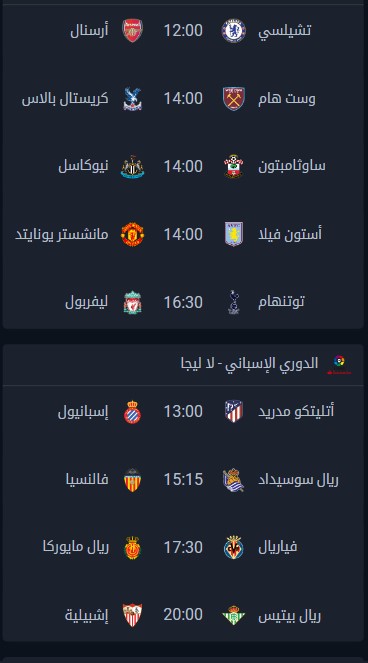 تشيلسي 12:00 أرسنال
وست هام 14:00 كريستال بالاس
ساوثامبتون 14:00 نيوكاسل
أستون فيلا 14:00 مانشستر يونايتد
توتنهام 16:30 ليفربول
الدوري الإسباني - لا ليجا
أتليتكو مدريد 13:00 إسبانيول
ريال سوسيداد 15:15 فالنسيا
فياريال 17:30 ريال مايوركا
ريال بيتيس 20:00 إشبيلية